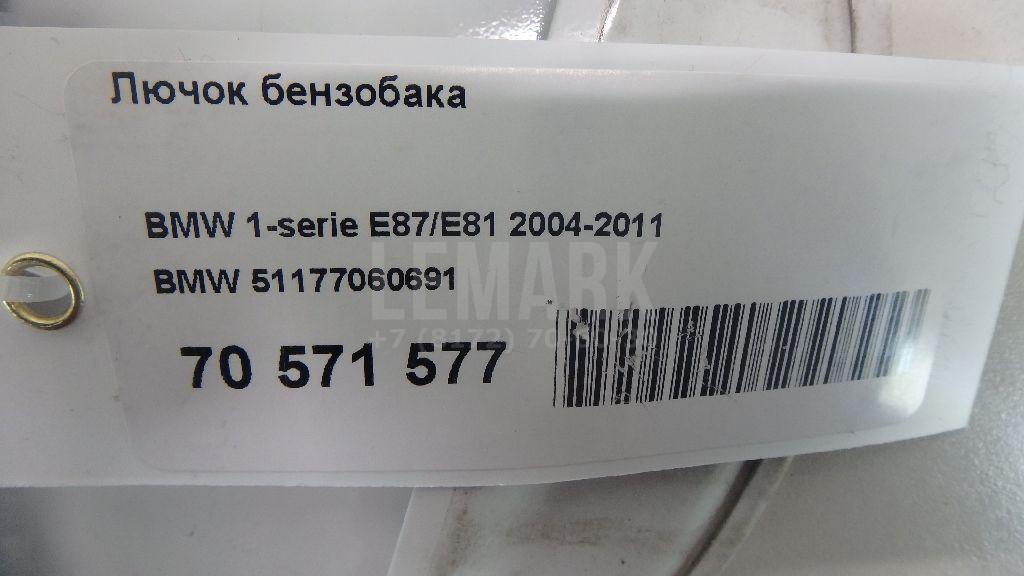 Лючок бензобака
BMW 1-serie E87/E81 2004-2011
BMW 51177060691
LEMARK
70 571 577